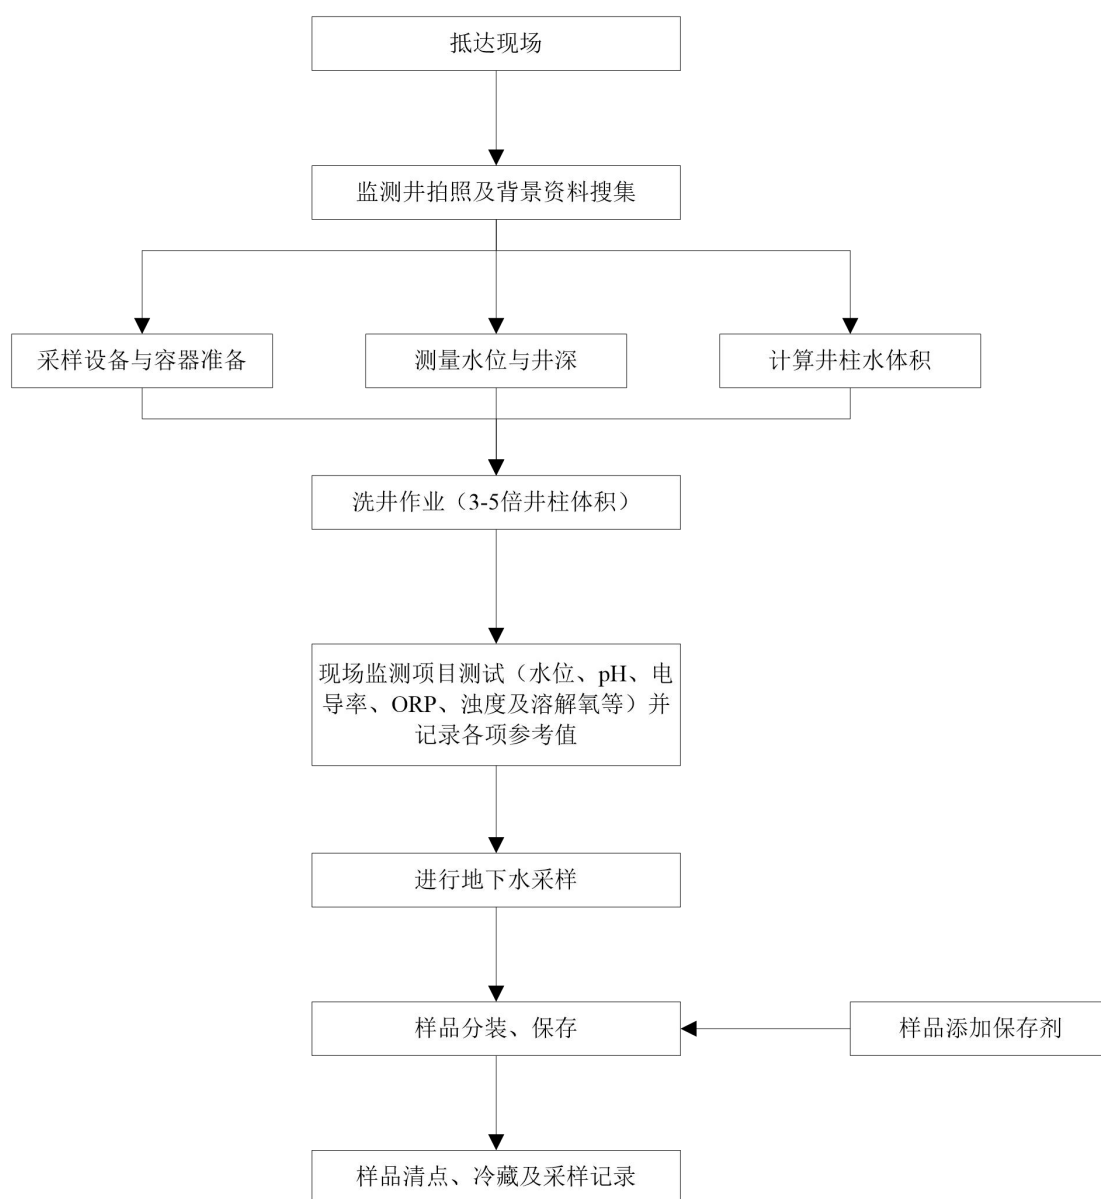 抵达现场
监测井拍照及背景资料搜集
采样设备与容器准备
测量水位与井深
计算井柱水体积
洗井作业（3-5倍井柱体积）
现场监测项目测试（水位、pH、电
导率、ORP、浊度及溶解氧等）并
记录各项参考值
进行地下水采样
样品分装、保存
样品添加保存剂
样品清点、冷藏及采样记录